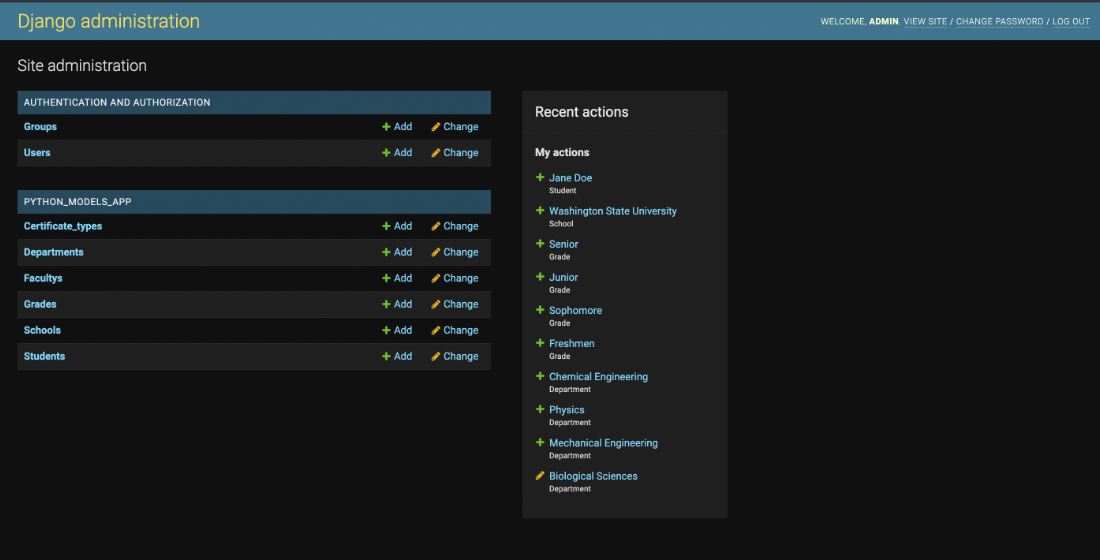 Django administration
WELCOME, ADMIN. VIEW SITE / CHANGE PASSWORD / LOG OUT
Site administration
AUTHENTICATION AND AUTHORIZATION
Groups Add Change
Users Add Change
PYTHON_MODELS_APP
Certificate_types Add Change
Departments Add Change
Facultys Add Change
Grades Add Change
Schools Add Change
Students Add Change
Recent actions
My actions
Jane Doe
Student
Washington State University
School
Senior
Grade
Junior
Grade
Sophomore
Grade
Freshmen
Grade
Chemical Engineering
Department
Physics
Department
Mechanical Engineering
Department
Biological Sciences
Department